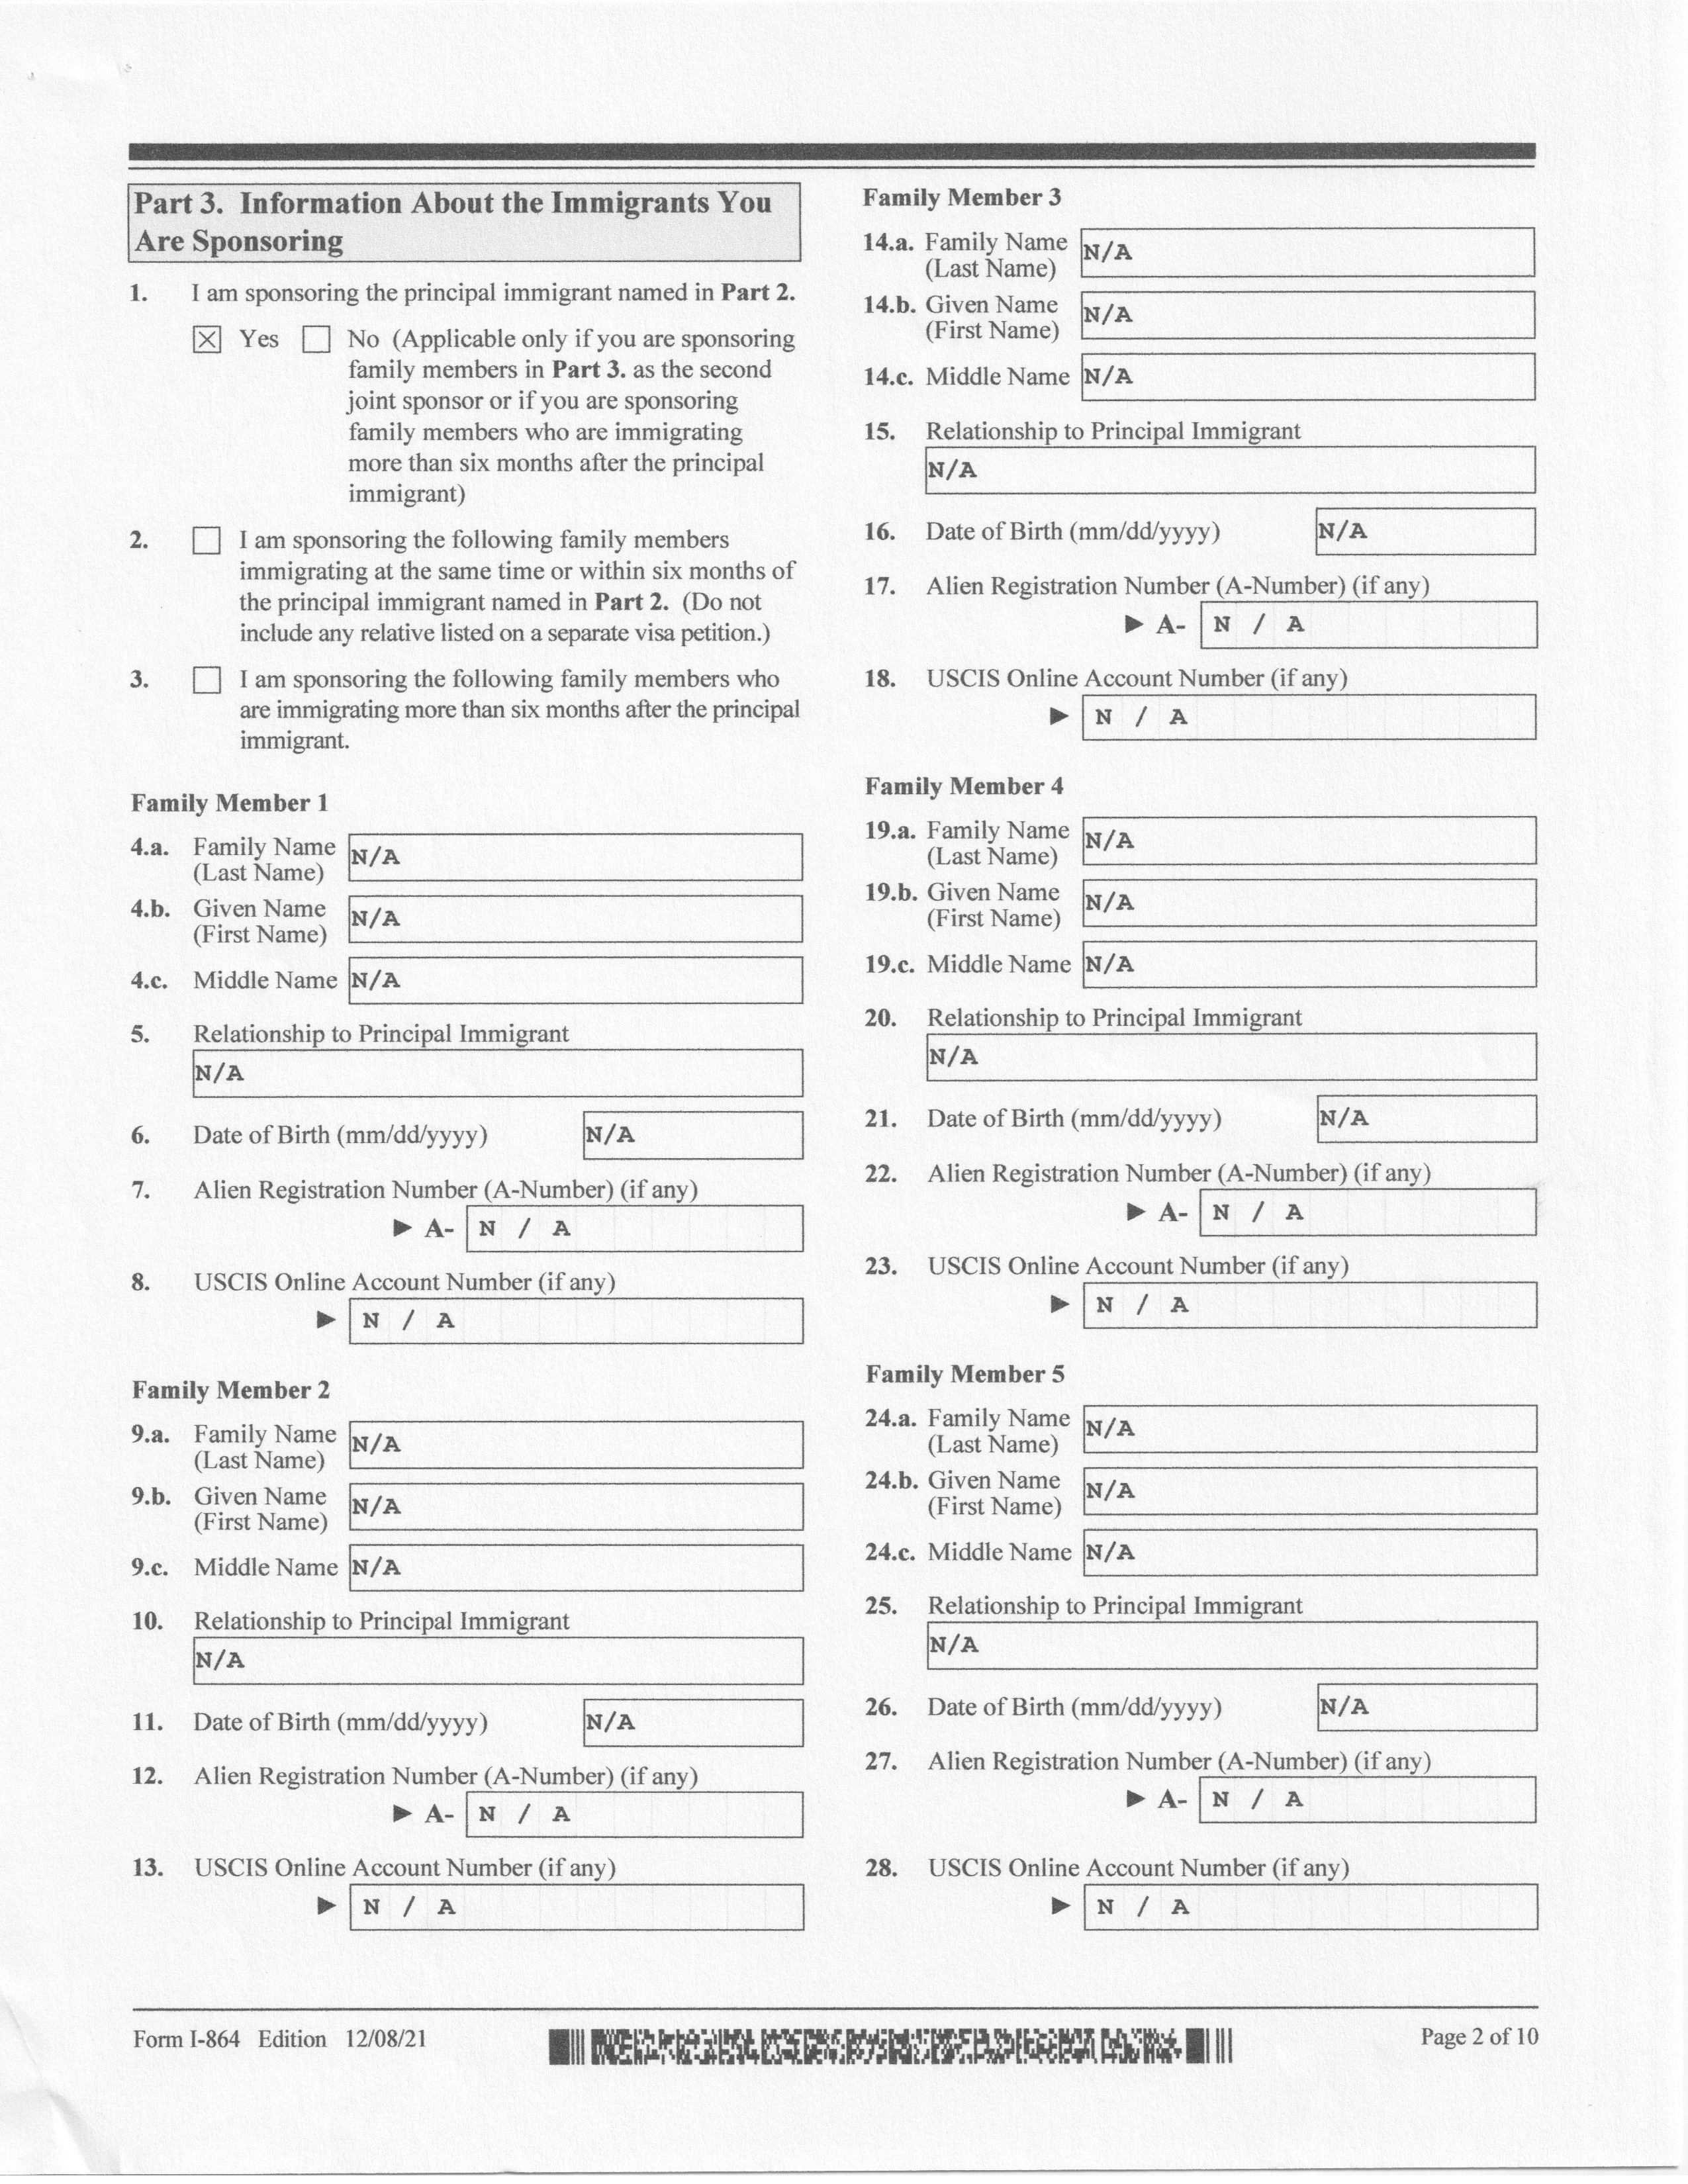 Part 3. Information About the Immigrants You
Are Sponsoring
1. I am sponsoring the principal immigrant named in Part 2.
☒ Yes ☐ No (Applicable only if you are sponsoring
family members in Part 3. as the second
joint sponsor or if you are sponsoring
family members who are immigrating
more than six months after the principal
immigrant)
2. ☐ I am sponsoring the following family members
immigrating at the same time or within six months of
the principal immigrant named in Part 2. (Do not
include any relative listed on a separate visa petition.)
3. ☐ I am sponsoring the following family members who
are immigrating more than six months after the principal
immigrant.
Family Member 1
4.a. Family Name
(Last Name) N/A
4.b. Given Name
(First Name) N/A
4.c. Middle Name N/A
5. Relationship to Principal Immigrant
N/A
6. Date of Birth (mm/dd/yyyy) N/A
7. Alien Registration Number (A-Number) (if any)
► A- N / A
8. USCIS Online Account Number (if any)
► N / A
Family Member 2
9.a. Family Name
(Last Name) N/A
9.b. Given Name
(First Name) N/A
9.c. Middle Name N/A
10. Relationship to Principal Immigrant
N/A
11. Date of Birth (mm/dd/yyyy) N/A
12. Alien Registration Number (A-Number) (if any)
► A- N / A
13. USCIS Online Account Number (if any)
► N / A
Family Member 3
14.a. Family Name
(Last Name) N/A
14.b. Given Name
(First Name) N/A
14.c. Middle Name N/A
15. Relationship to Principal Immigrant
N/A
16. Date of Birth (mm/dd/yyyy) N/A
17. Alien Registration Number (A-Number) (if any)
► A- N / A
18. USCIS Online Account Number (if any)
► N / A
Family Member 4
19.a. Family Name
(Last Name) N/A
19.b. Given Name
(First Name) N/A
19.c. Middle Name N/A
20. Relationship to Principal Immigrant
N/A
21. Date of Birth (mm/dd/yyyy) N/A
22. Alien Registration Number (A-Number) (if any)
► A- N / A
23. USCIS Online Account Number (if any)
► N / A
Family Member 5
24.a. Family Name
(Last Name) N/A
24.b. Given Name
(First Name) N/A
24.c. Middle Name N/A
25. Relationship to Principal Immigrant
N/A
26. Date of Birth (mm/dd/yyyy) N/A
27. Alien Registration Number (A-Number) (if any)
► A- N / A
28. USCIS Online Account Number (if any)
► N / A
Form I-864 Edition 12/08/21 Page 2 of 10